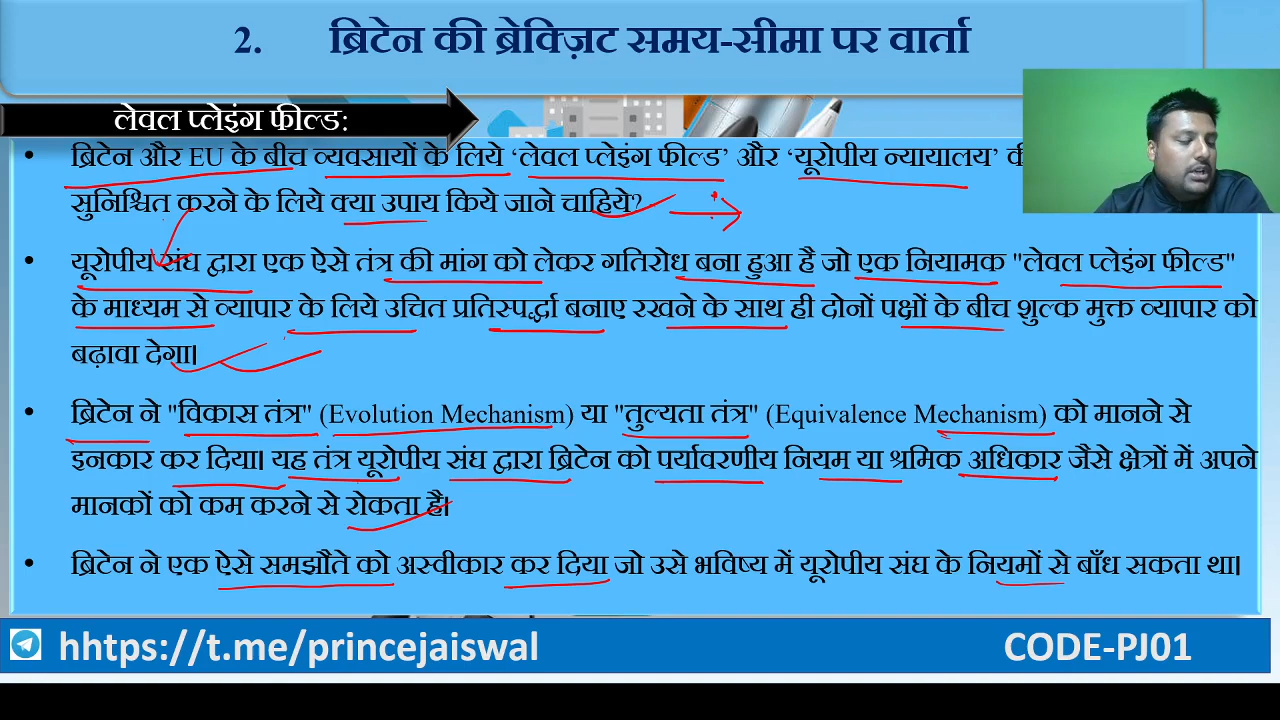 2. ब्रिटेन की ब्रेक्ज़िट समय-सीमा पर वार्ता
लेवल प्लेइंग फील्ड:
• ब्रिटेन और EU के बीच व्यवसायों के लिये ‘लेवल प्लेइंग फील्ड’ और ‘यूरोपीय न्यायालय’
सुनिश्चित करने के लिये क्या उपाय किये जाने चाहिये?
• यूरोपीय संघ द्वारा एक ऐसे तंत्र की मांग को लेकर गतिरोध बना हुआ है जो एक नियामक "लेवल प्लेइंग फील्ड"
के माध्यम से व्यापार के लिये उचित प्रतिस्पर्द्धा बनाए रखने के साथ ही दोनों पक्षों के बीच शुल्क मुक्त व्यापार को
बढ़ावा देगा।
• ब्रिटेन ने "विकास तंत्र" (Evolution Mechanism) या "तुल्यता तंत्र" (Equivalence Mechanism) को मानने से
इनकार कर दिया। यह तंत्र यूरोपीय संघ द्वारा ब्रिटेन को पर्यावरणीय नियम या श्रमिक अधिकार जैसे क्षेत्रों में अपने
मानकों को कम करने से रोकता है।
• ब्रिटेन ने एक ऐसे समझौते को अस्वीकार कर दिया जो उसे भविष्य में यूरोपीय संघ के नियमों से बाँध सकता था।
hhtps://t.me/princejaiswal CODE-PJ01